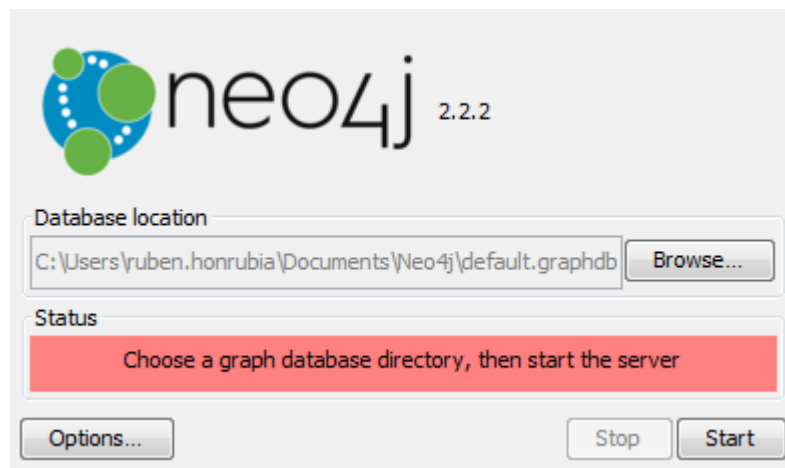 neo4j 2.2.2
Database location
C:\Users\ruben.honrubia\Documents\Neo4j\default.graphdb Browse...
Status
Choose a graph database directory, then start the server
Options... Stop Start